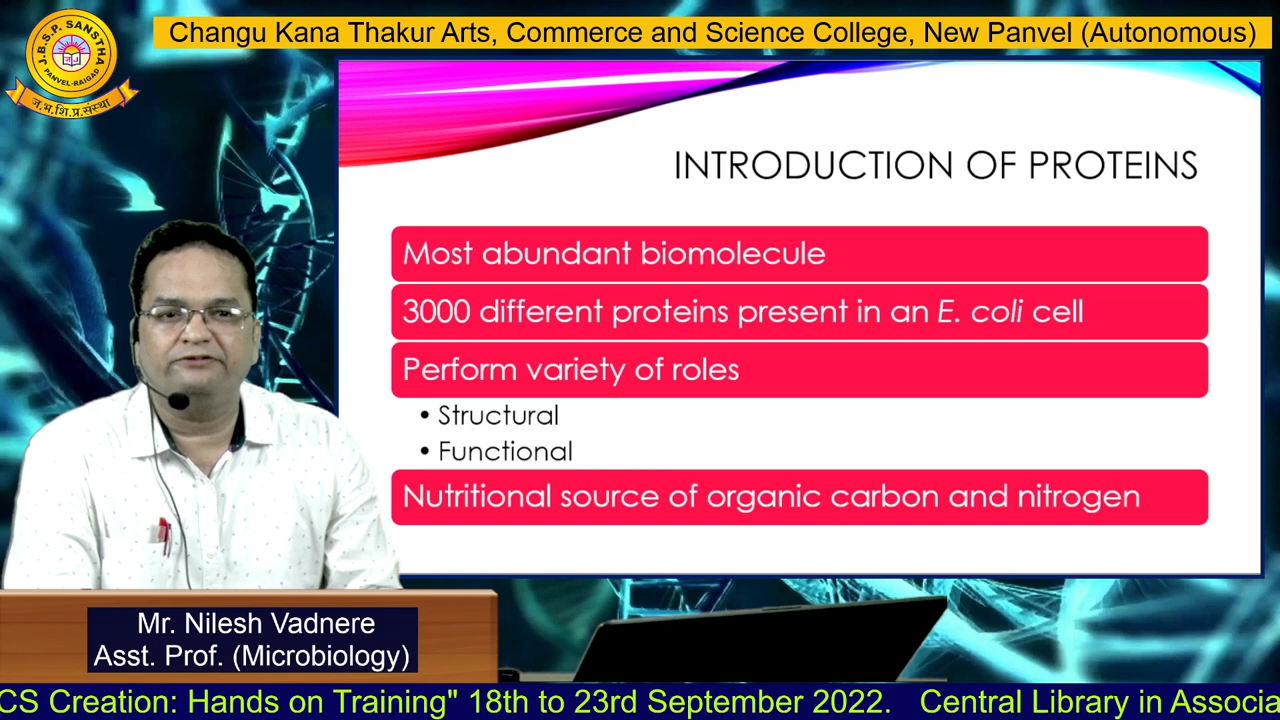 Changu Kana Thakur Arts, Commerce and Science College, New Panvel (Autonomous)
J.B.S.P. SANSTHA
PANVEL-RAIGAD
ज.भ.शि.प्र.संस्था
INTRODUCTION OF PROTEINS
Most abundant biomolecule
3000 different proteins present in an E. coli cell
Perform variety of roles
• Structural
• Functional
Nutritional source of organic carbon and nitrogen
Mr. Nilesh Vadnere
Asst. Prof. (Microbiology)
CS Creation: Hands on Training" 18th to 23rd September 2022. Central Library in Associa